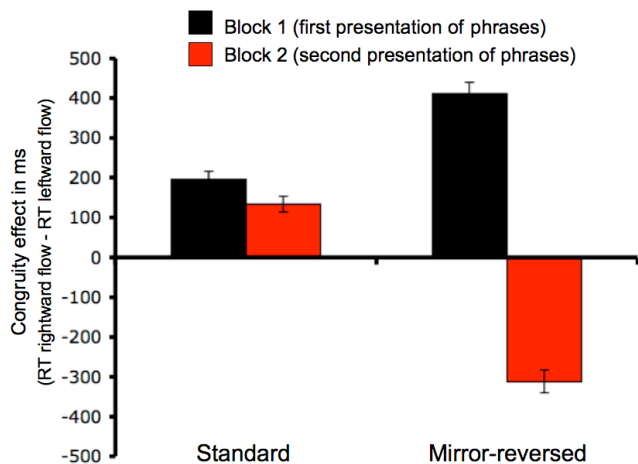 Block 1 (first presentation of phrases)
Block 2 (second presentation of phrases)
Congruity effect in ms
(RT rightward flow - RT leftward flow)
500
400
300
200
100
0
-100
-200
-300
-400
-500
Standard
Mirror-reversed